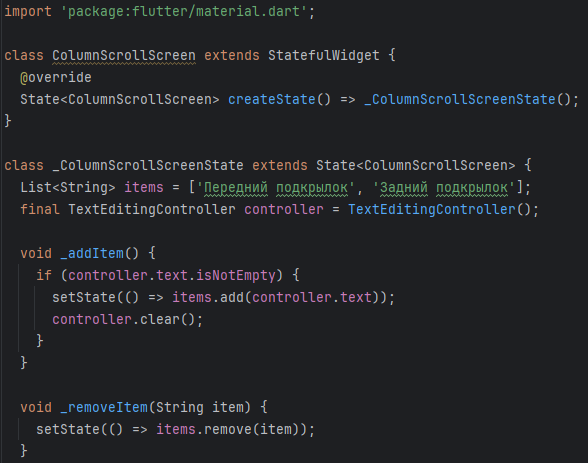 import 'package:flutter/material.dart';
class ColumnScrollScreen extends StatefulWidget {
@override
State<ColumnScrollScreen> createState() => _ColumnScrollScreenState();
}
class _ColumnScrollScreenState extends State<ColumnScrollScreen> {
List<String> items = ['Передний подкрылок', 'Задний подкрылок'];
final TextEditingController controller = TextEditingController();
void _addItem() {
if (controller.text.isNotEmpty) {
setState(() => items.add(controller.text));
controller.clear();
}
}
void _removeItem(String item) {
setState(() => items.remove(item));
}